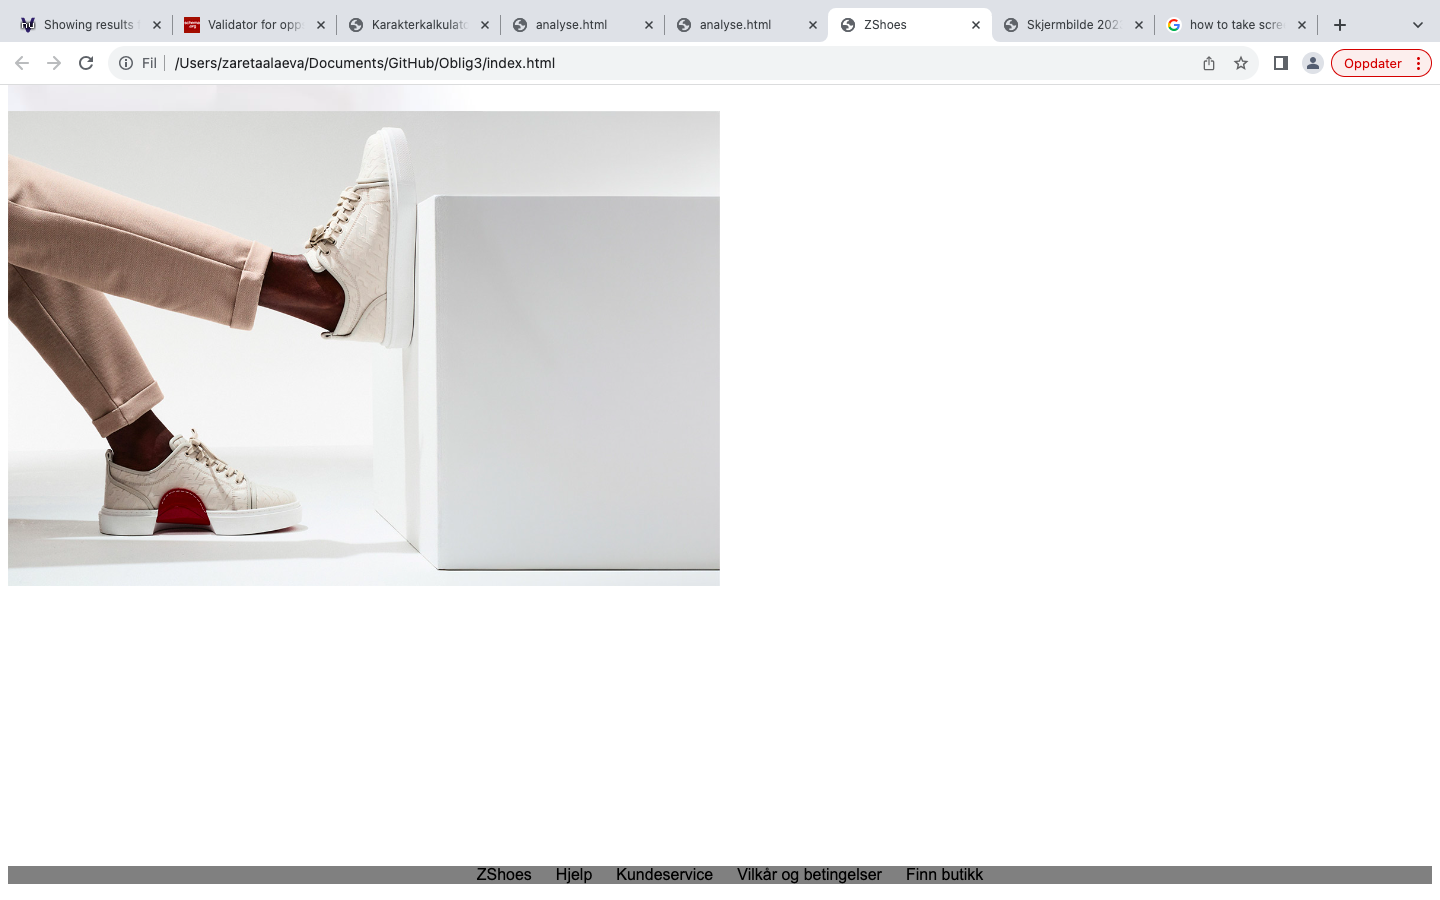 Showing results
Validator for opp
Karakterkalkulato
analyse.html
analyse.html
ZShoes
Skjermbilde 202
how to take scre
Fil
/Users/zaretaalaeva/Documents/GitHub/Oblig3/index.html
Oppdater
ZShoes Hjelp Kundeservice Vilkår og betingelser Finn butikk